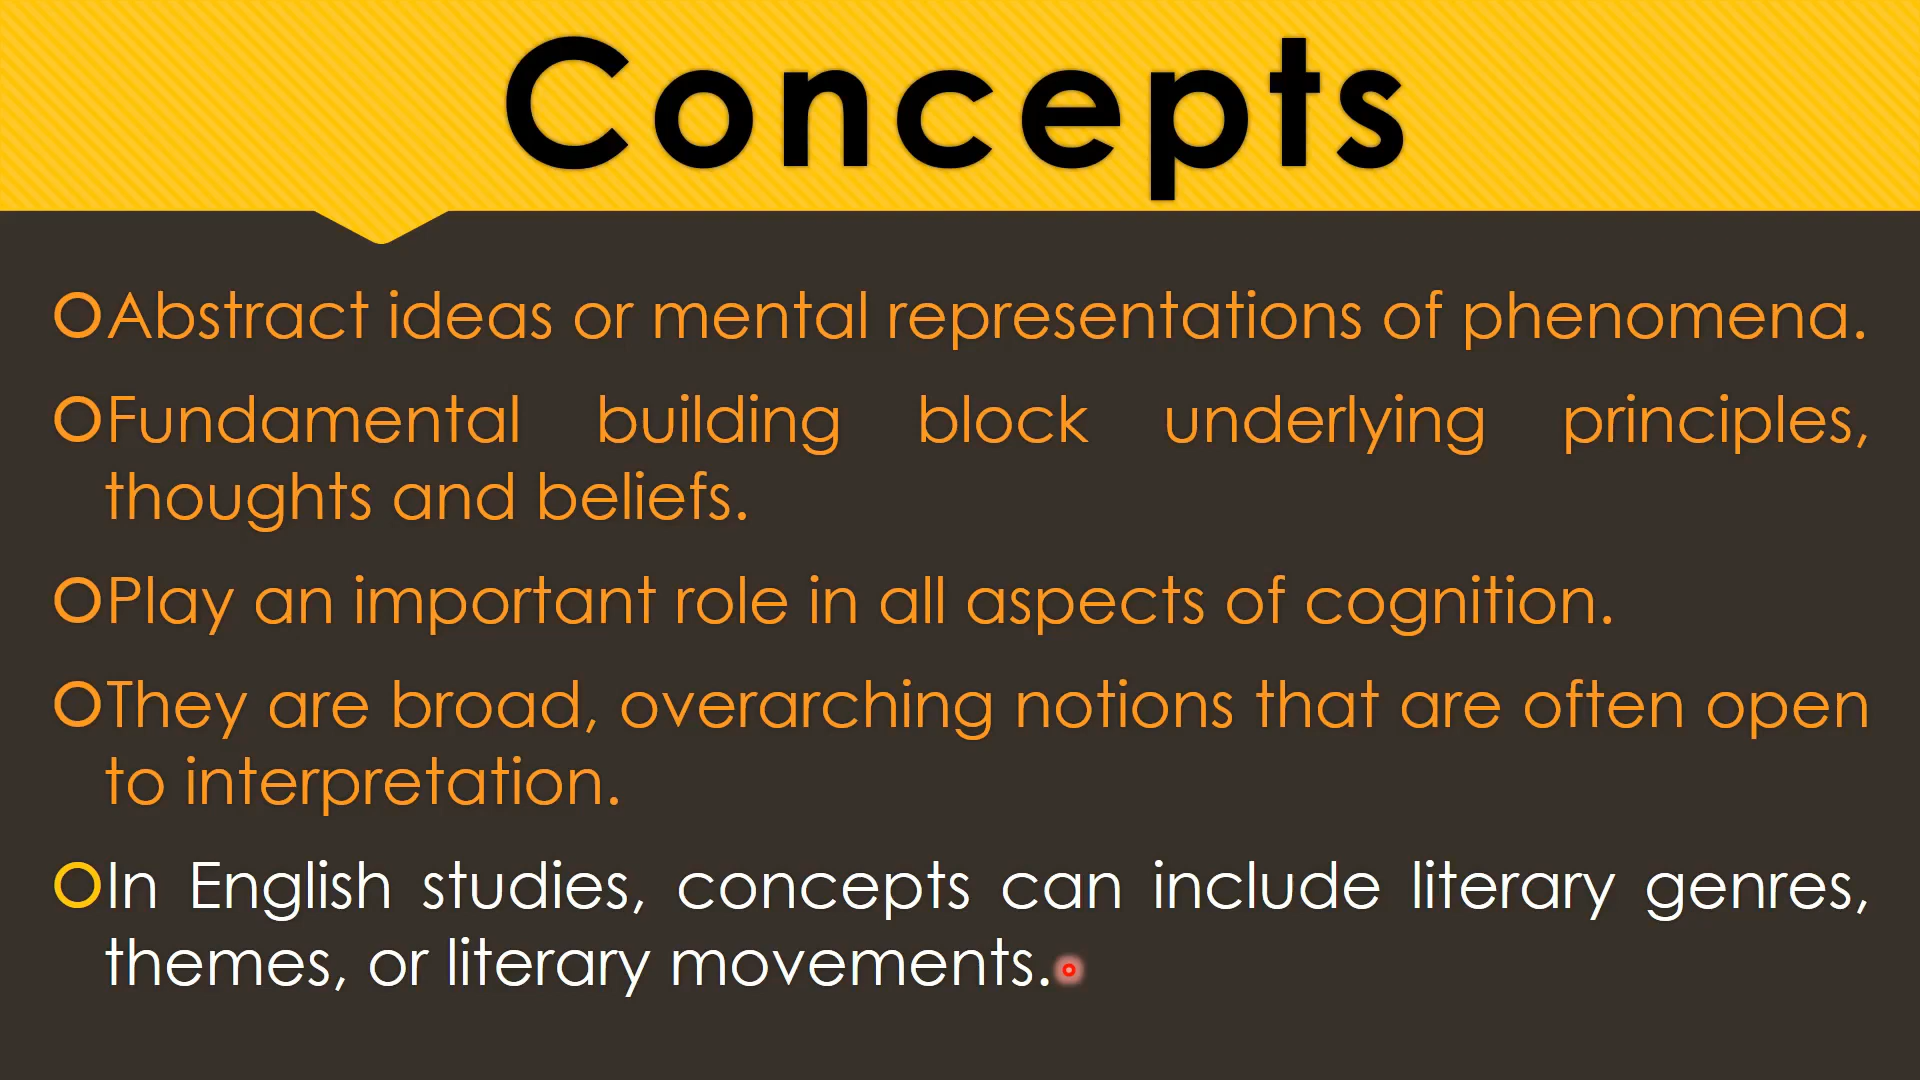 Concepts
Abstract ideas or mental representations of phenomena.
Fundamental building block underlying principles,
thoughts and beliefs.
Play an important role in all aspects of cognition.
They are broad, overarching notions that are often open
to interpretation.
In English studies, concepts can include literary genres,
themes, or literary movements.